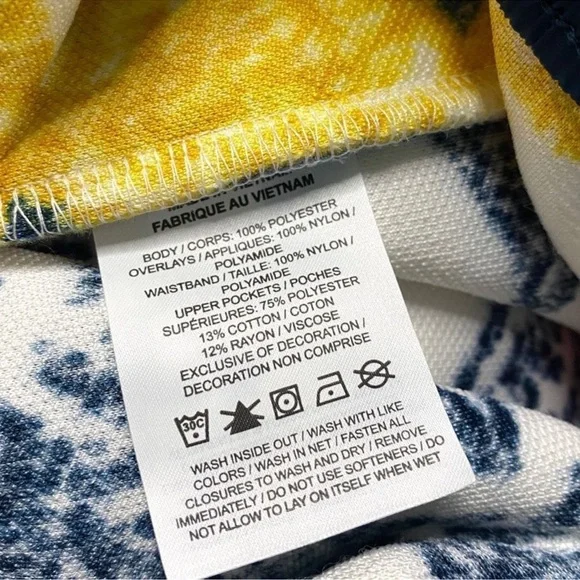 MADE IN VIETNAM
FABRIQUE AU VIETNAM
BODY / CORPS: 100% POLYESTER
OVERLAYS / APPLIQUES: 100% NYLON /
POLYAMIDE
WAISTBAND / TAILLE: 100% NYLON /
POLYAMIDE
UPPER POCKETS / POCHES
SUPÉRIEURES: 75% POLYESTER
13% COTTON / COTON
12% RAYON / VISCOSE
EXCLUSIVE OF DECORATION /
DECORATION NON COMPRISE
30C
WASH INSIDE OUT / WASH WITH LIKE
COLORS / WASH IN NET / FASTEN ALL
CLOSURES TO WASH AND DRY / REMOVE
IMMEDIATELY / DO NOT USE SOFTENERS / DO
NOT ALLOW TO LAY ON ITSELF WHEN WET